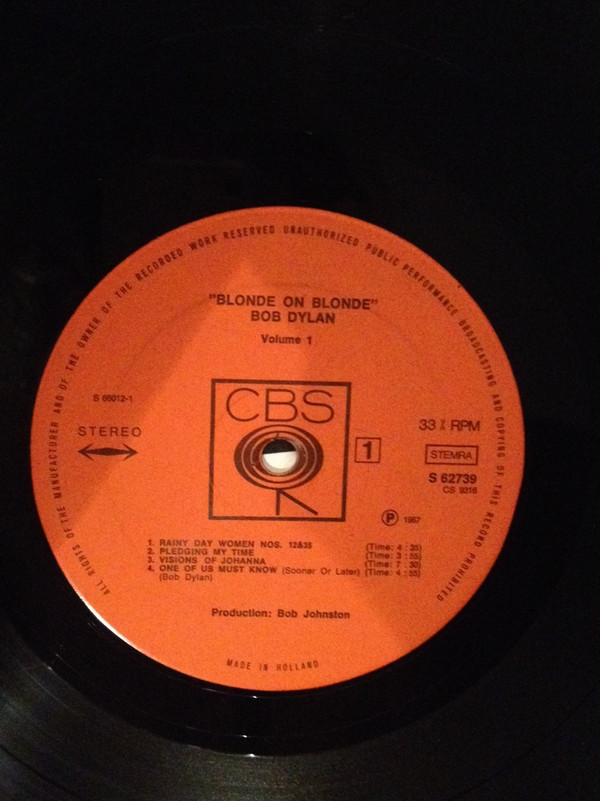 ALL RIGHTS OF THE MANUFACTURER AND OF THE OWNER OF THE RECORDED WORK RESERVED UNAUTHORIZED PUBLIC PERFORMANCE BROADCASTING AND COPYING OF THIS RECORD PROHIBITED
"BLONDE ON BLONDE"
BOB DYLAN
Volume 1
S 66012-1
STEREO
CBS
1
33⅓ RPM
STEMRA
S 62739
CS 9316
Ⓟ 1967
1. RAINY DAY WOMEN NOS. 12&35 (Time: 4 : 35)
2. PLEDGING MY TIME (Time: 3 : 55)
3. VISIONS OF JOHANNA (Time: 7 : 30)
4. ONE OF US MUST KNOW (Sooner Or Later) (Time: 4 : 55)
(Bob Dylan)
Production: Bob Johnston
MADE IN HOLLAND